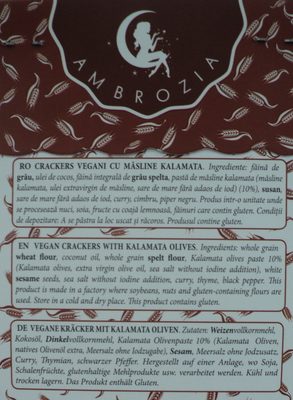 AMBROZIA
RO CRACKERS VEGANI CU MĂSLINE KALAMATA. Ingrediente: făină de
grâu, ulei de cocos, făină integrală de grâu spelta, pastă de măsline kalamata (măsline
kalamata, ulei extravirgin de măsline, sare de mare fără adaos de iod) (10%), susan,
sare de mare fără adaos de iod, curry, cimbru, piper negru. Produs intr-o unitate unde
se procesează nuci, soia, fructe cu coajă lemnoasă, făinuri care conțin gluten. Condiții
de depozitare: A se păstra la loc uscat și răcoros. Produsul conține gluten.
EN VEGAN CRACKERS WITH KALAMATA OLIVES. Ingredients: whole grain
wheat flour, coconut oil, whole grain spelt flour, Kalamata olives paste 10%
(Kalamata olives, extra virgin olive oil, sea salt without iodine addition), white
sesame seeds, sea salt without iodine addition, curry, thyme, black pepper. This
product is made in a factory where soybeans, nuts and gluten-containing flours are
used. Store in a cold and dry place. This product contains gluten.
DE VEGANE KRÄCKER MIT KALAMATA OLIVEN. Zutaten: Weizenvollkornmehl,
Kokosöl, Dinkelvollkornmehl, Kalamata Olivenpaste 10% (Kalamata Oliven,
natives Olivenöl extra, Meersalz ohne Iodzugabe), Sesam, Meersalz ohne Jodzusatz,
Curry, Thymian, schwarzer Pfeffer. Hergestellt auf einer Anlage, wo Soja,
Schalenfrüchte, glutenhaltige Mehlprodukte usw. verarbeitet werden. Kühl und
trocken lagern. Das Produkt enthält Gluten.